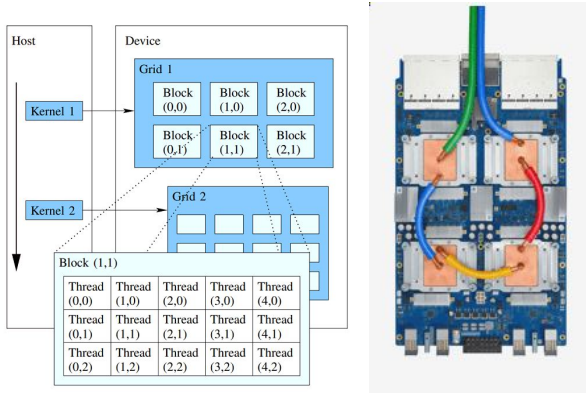 Host
Device
Grid 1
Kernel 1
Block
(0,0)
Block
(1,0)
Block
(2,0)
Block
(0,1)
Block
(1,1)
Block
(2,1)
Kernel 2
Grid 2
Block (1,1)
Thread
(0,0)
Thread
(1,0)
Thread
(2,0)
Thread
(3,0)
Thread
(4,0)
Thread
(0,1)
Thread
(1,1)
Thread
(2,1)
Thread
(3,1)
Thread
(4,1)
Thread
(0,2)
Thread
(1,2)
Thread
(2,2)
Thread
(3,2)
Thread
(4,2)